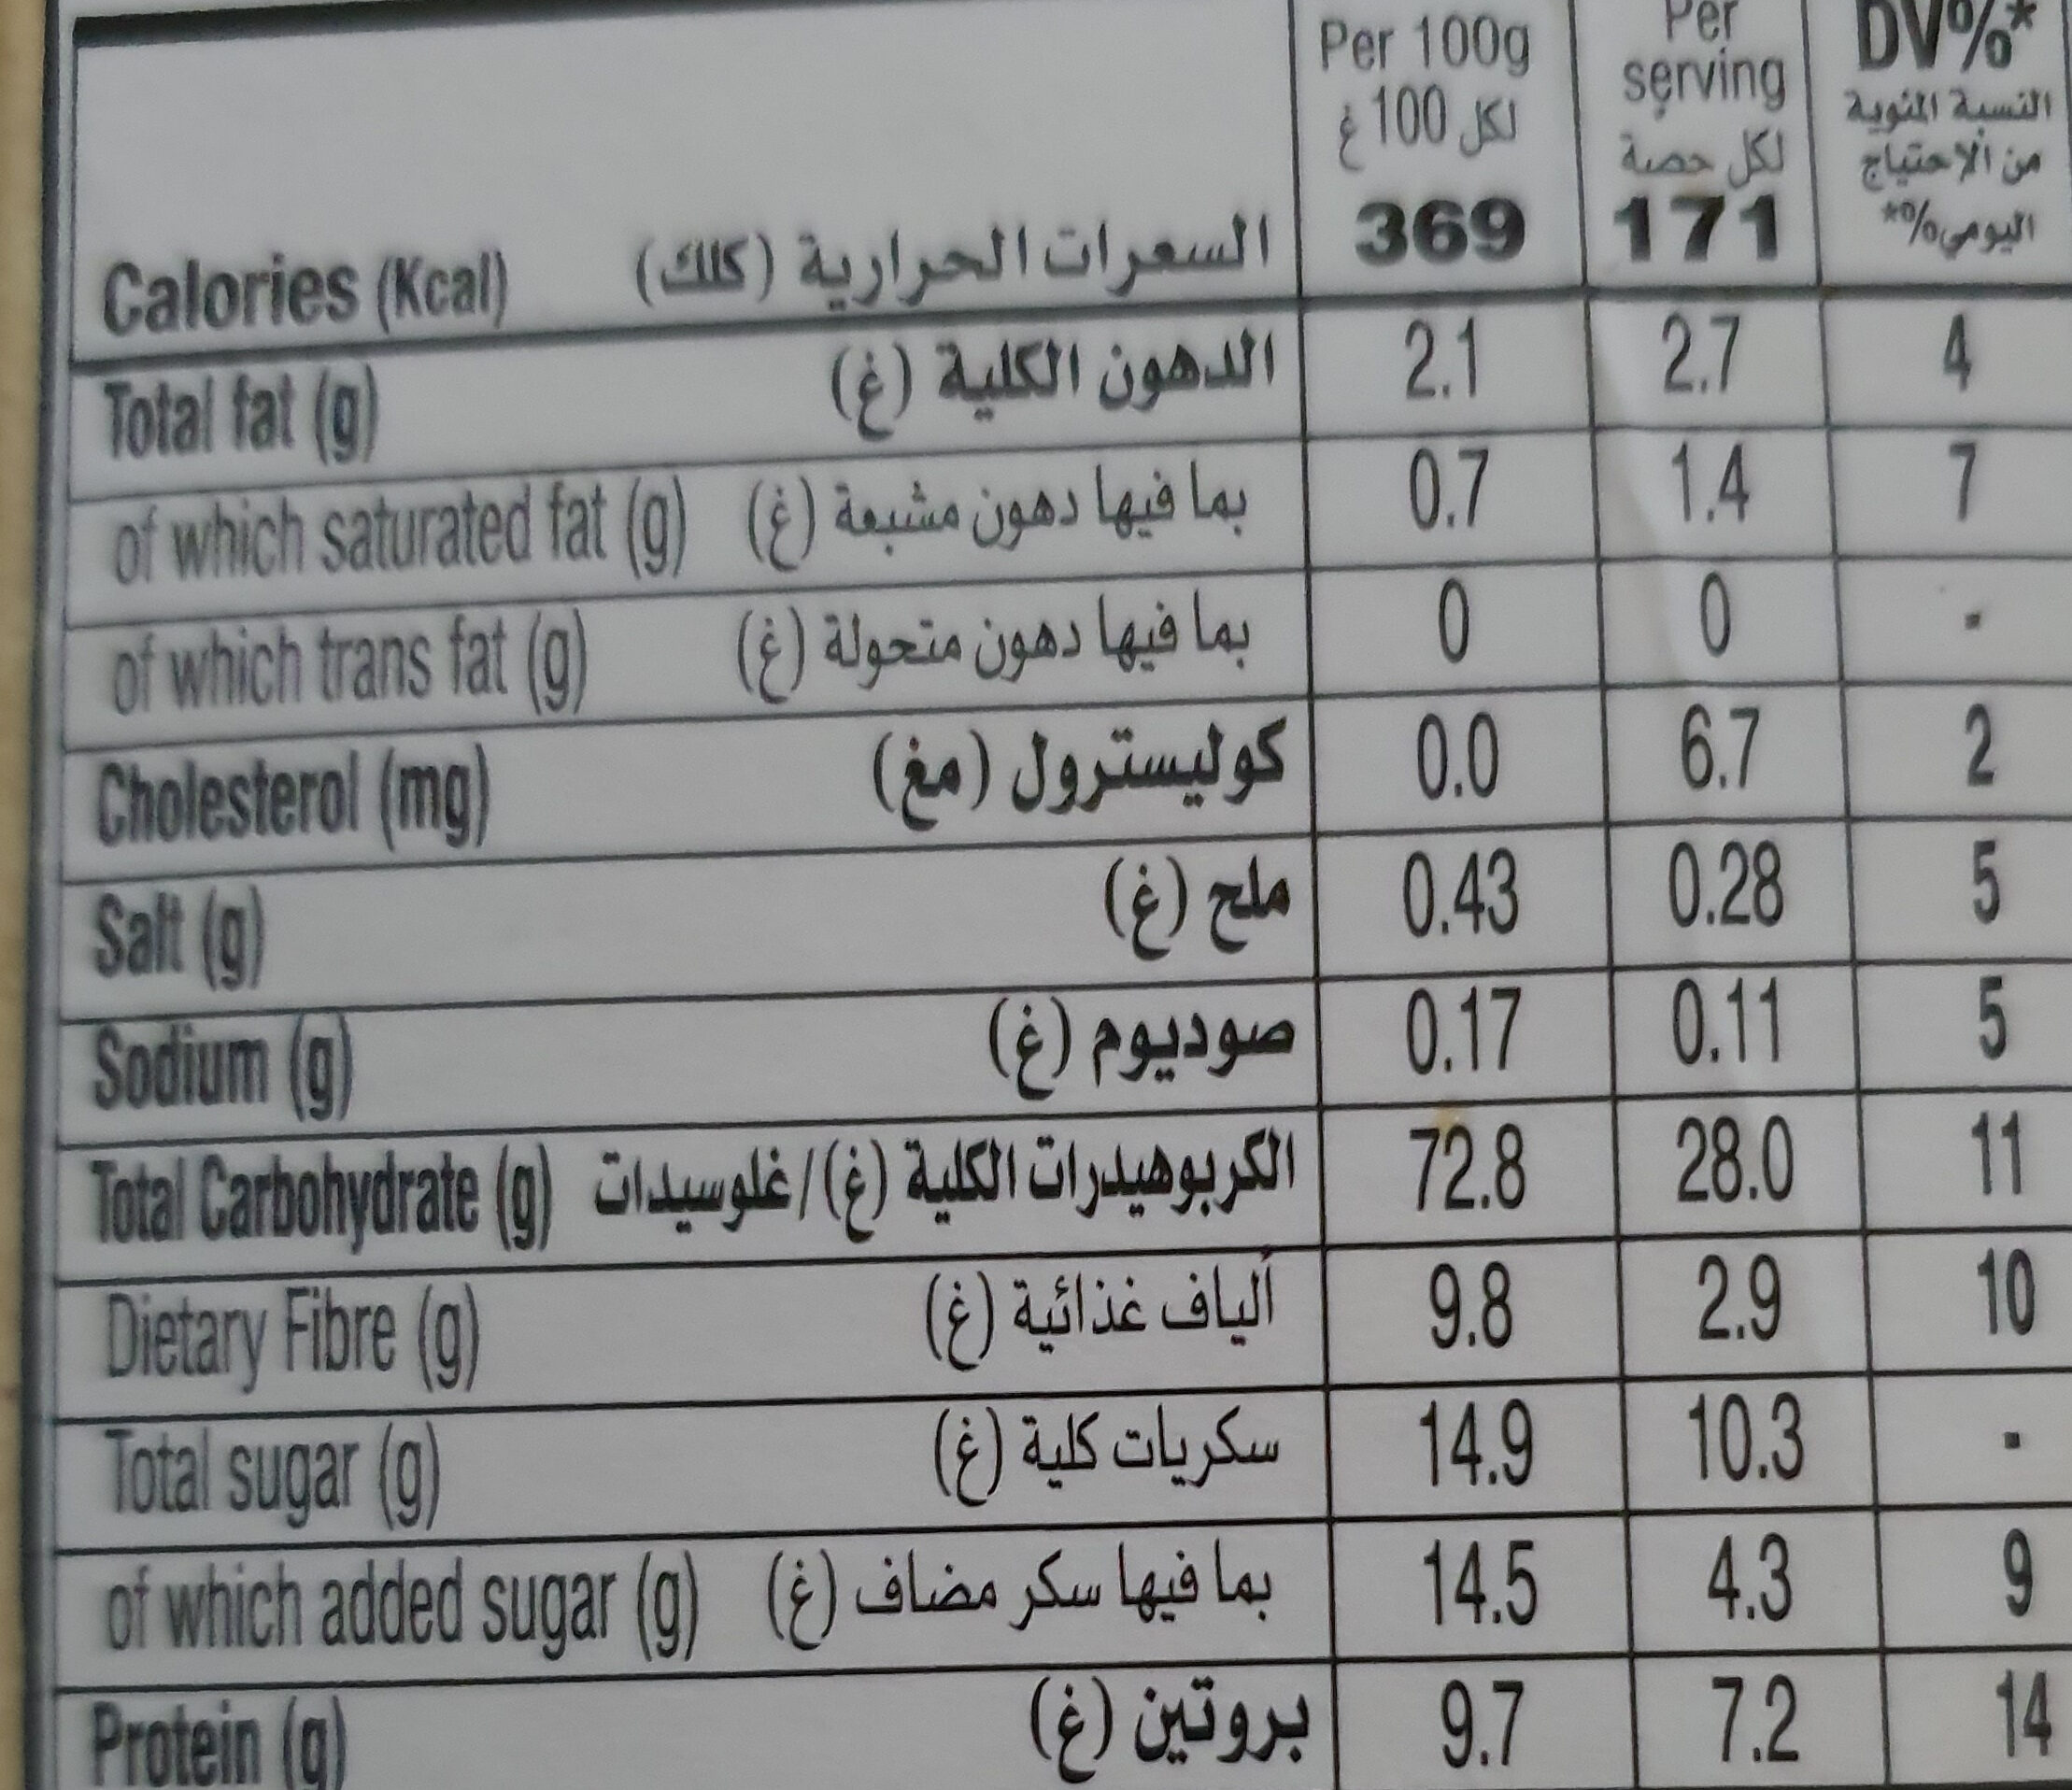 Per 100g Per DV%*
لكل 100 غ serving النسبة المئوية
لكل حصة من الاحتياج
اليومي%*
Calories (Kcal) السعرات الحرارية (كلك) 369 171
Total fat (g) الدهون الكلية (غ) 2.1 2.7 4
of which saturated fat (g) بما فيها دهون مشبعة (غ) 0.7 1.4 7
of which trans fat (g) بما فيها دهون متحولة (غ) 0 0 -
Cholesterol (mg) كوليسترول (مغ) 0.0 6.7 2
Salt (g) ملح (غ) 0.43 0.28 5
Sodium (g) صوديوم (غ) 0.17 0.11 5
Total Carbohydrate (g) الكربوهيدرات الكلية (غ)/غلوسيدات 72.8 28.0 11
Dietary Fibre (g) ألياف غذائية (غ) 9.8 2.9 10
Total sugar (g) سكريات كلية (غ) 14.9 10.3 -
of which added sugar (g) بما فيها سكر مضاف (غ) 14.5 4.3 9
Protein (g) بروتين (غ) 9.7 7.2 14